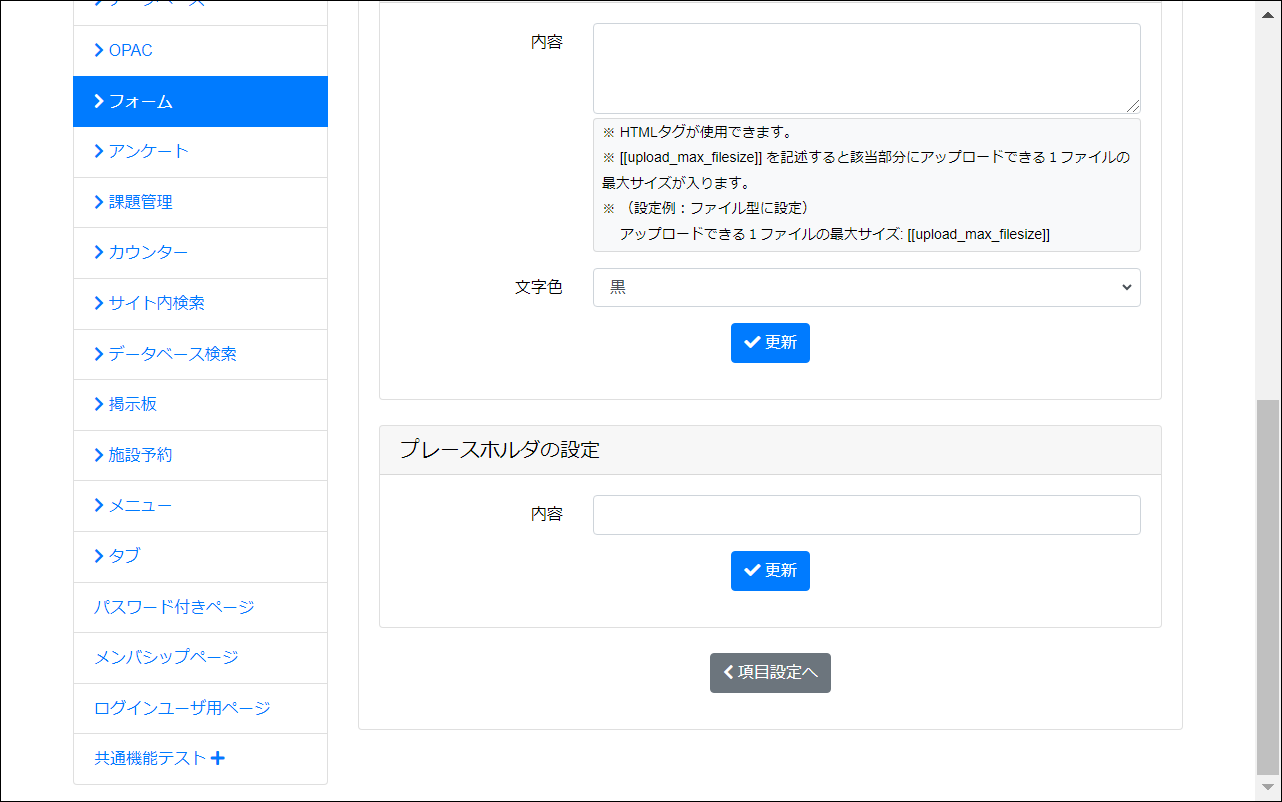 データベース
OPAC
フォーム
アンケート
課題管理
カウンター
サイト内検索
データベース検索
掲示板
施設予約
メニュー
タブ
パスワード付きページ
メンバシップページ
ログインユーザ用ページ
共通機能テスト
内容
※ HTMLタグが使用できます。
※ [[upload_max_filesize]] を記述すると該当部分にアップロードできる１ファイルの
最大サイズが入ります。
※ （設定例：ファイル型に設定）
アップロードできる１ファイルの最大サイズ: [[upload_max_filesize]]
文字色
黒
更新
プレースホルダの設定
内容
更新
項目設定へ